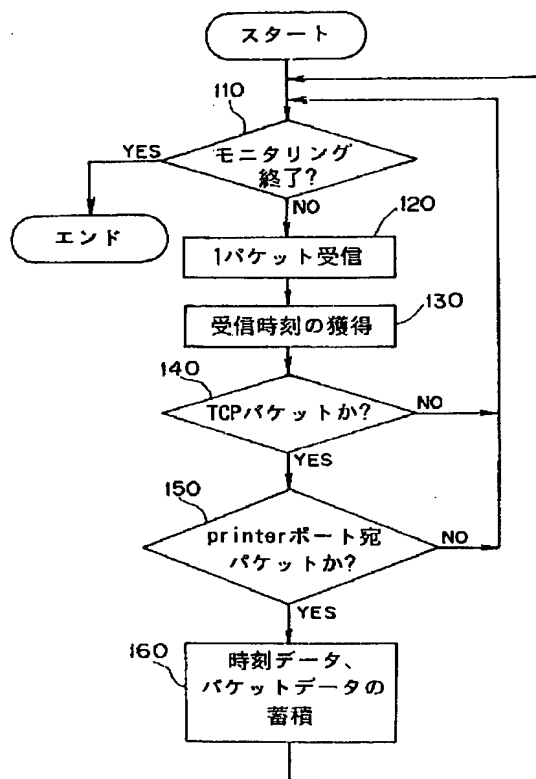 スタート
110
YES
モニタリング
終了?
NO
エンド
120
1パケット受信
130
受信時刻の獲得
140
TCPパケットか?
NO
YES
150
printerポート宛
パケットか?
NO
YES
160
時刻データ、
パケットデータの
蓄積